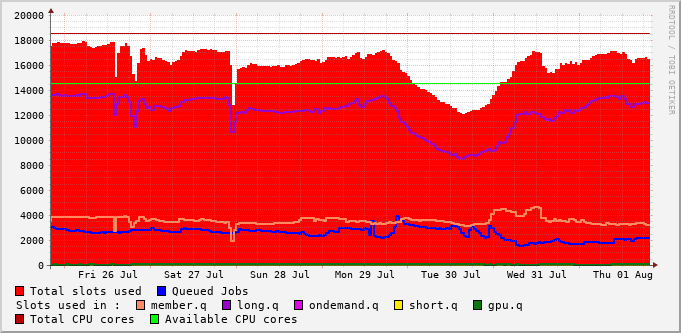 20000
18000
16000
14000
12000
10000
8000
6000
4000
2000
0
Fri 26 Jul Sat 27 Jul Sun 28 Jul Mon 29 Jul Tue 30 Jul Wed 31 Jul Thu 01 Aug
Total slots used Queued Jobs
Slots used in : member.q long.q ondemand.q short.q gpu.q
Total CPU cores Available CPU cores
RRDTOOL / TOBI OETIKER